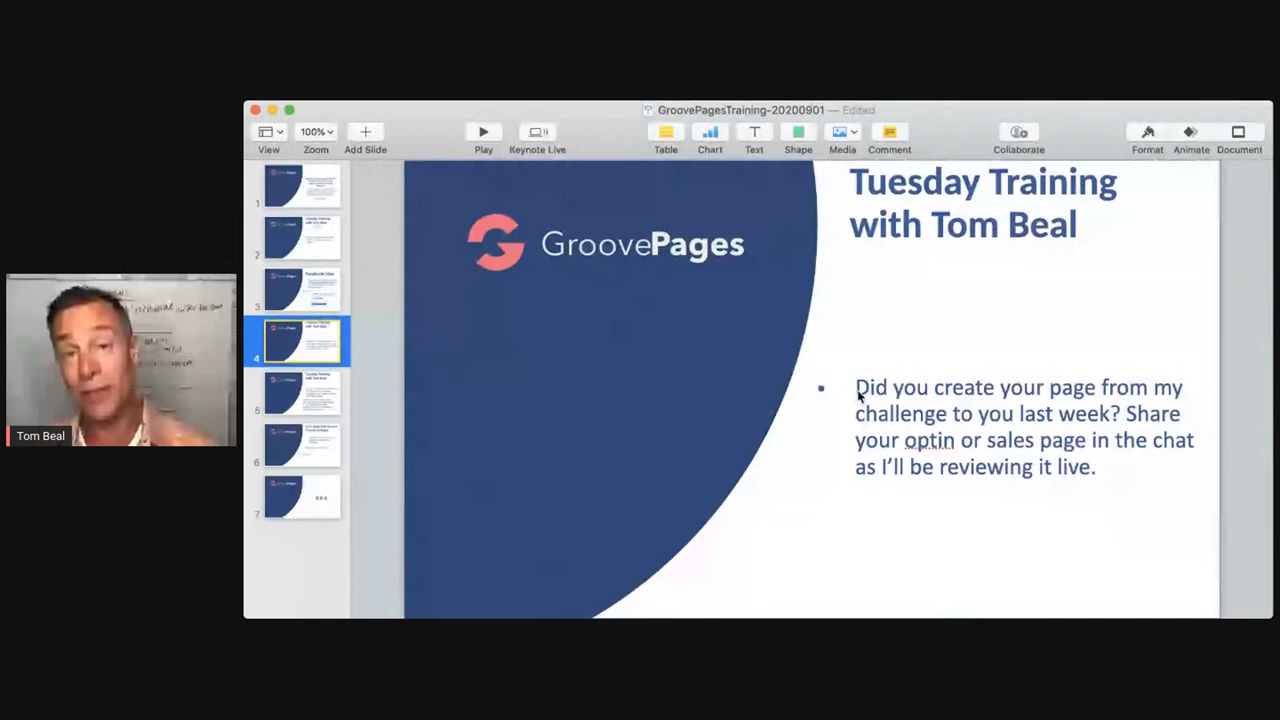 GroovePagesTraining-20200901 — Edited
100%
View
Zoom
Add Slide
Play
Keynote Live
Table
Chart
Text
Shape
Media
Comment
Collaborate
Format
Animate
Document
1
2
3
4
5
6
7
Facebook Live
Q & A
GroovePages
Tuesday Training
with Tom Beal
• Did you create your page from my
challenge to you last week? Share
your optin or sales page in the chat
as I’ll be reviewing it live.
Tom Beal